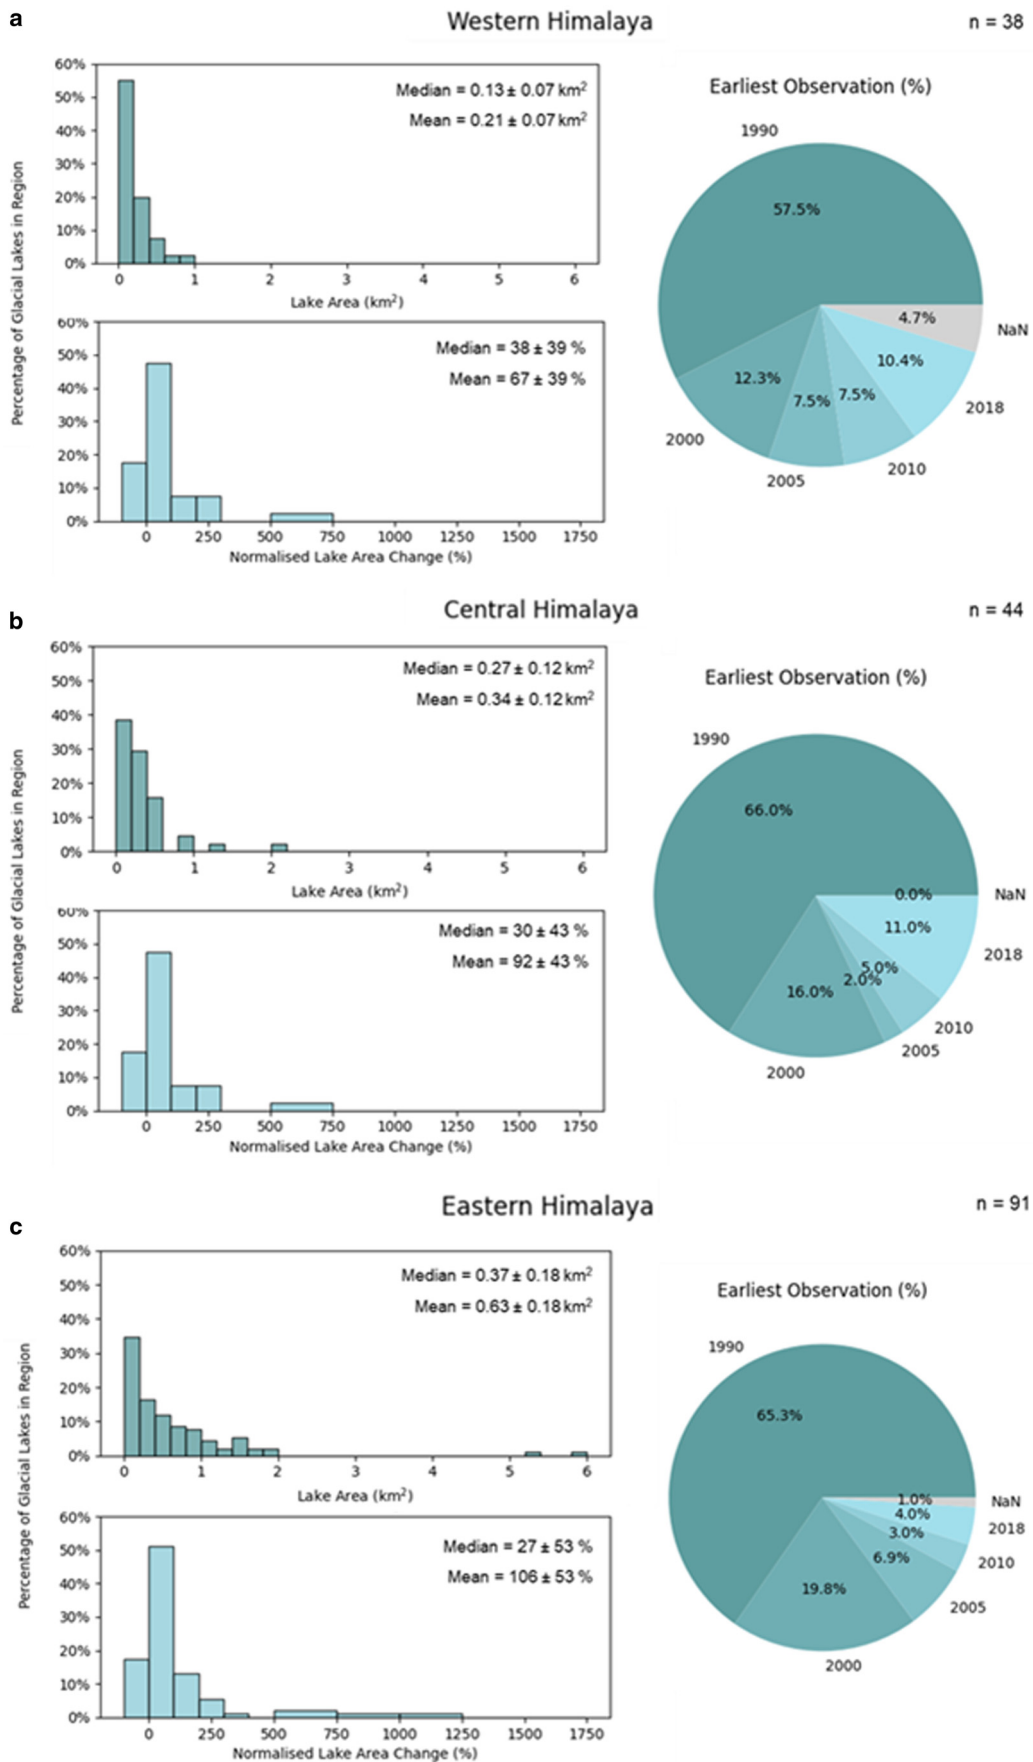 a
Western Himalaya
n = 38
Percentage of Glacial Lakes in Region
60%
50%
40%
30%
20%
10%
0%
Median = 0.13 ± 0.07 km²
Mean = 0.21 ± 0.07 km²
0 1 2 3 4 5 6
Lake Area (km²)
60%
50%
40%
30%
20%
10%
0%
Median = 38 ± 39 %
Mean = 67 ± 39 %
0 250 500 750 1000 1250 1500 1750
Normalised Lake Area Change (%)
Earliest Observation (%)
1990
57.5%
4.7%
NaN
10.4%
2018
12.3%
7.5%
7.5%
2000
2010
2005
b
Central Himalaya
n = 44
Percentage of Glacial Lakes in Region
60%
50%
40%
30%
20%
10%
0%
Median = 0.27 ± 0.12 km²
Mean = 0.34 ± 0.12 km²
0 1 2 3 4 5 6
Lake Area (km²)
60%
50%
40%
30%
20%
10%
0%
Median = 30 ± 43 %
Mean = 92 ± 43 %
0 250 500 750 1000 1250 1500 1750
Normalised Lake Area Change (%)
Earliest Observation (%)
1990
66.0%
0.0%
NaN
11.0%
2018
5.0%
2.0%
16.0%
2010
2005
2000
c
Eastern Himalaya
n = 91
Percentage of Glacial Lakes in Region
60%
50%
40%
30%
20%
10%
0%
Median = 0.37 ± 0.18 km²
Mean = 0.63 ± 0.18 km²
0 1 2 3 4 5 6
Lake Area (km²)
60%
50%
40%
30%
20%
10%
0%
Median = 27 ± 53 %
Mean = 106 ± 53 %
0 250 500 750 1000 1250 1500 1750
Normalised Lake Area Change (%)
Earliest Observation (%)
1990
65.3%
1.0%
NaN
4.0%
2018
3.0%
2010
6.9%
19.8%
2005
2000